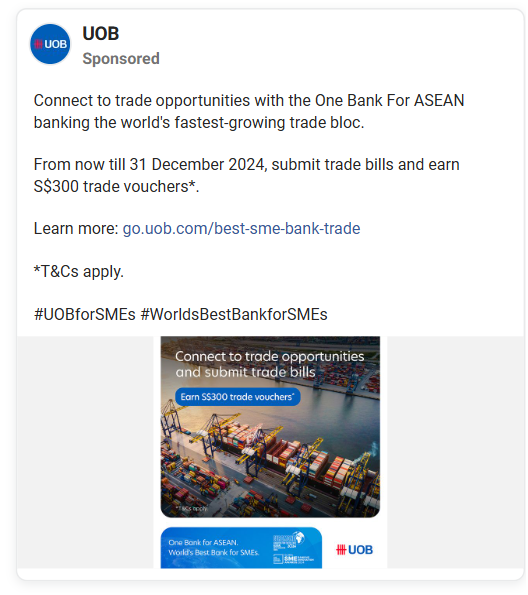 UOB
UOB
Sponsored
Connect to trade opportunities with the One Bank For ASEAN
banking the world's fastest-growing trade bloc.
From now till 31 December 2024, submit trade bills and earn
S$300 trade vouchers*.
Learn more: go.uob.com/best-sme-bank-trade
*T&Cs apply.
#UOBforSMEs #WorldsBestBankforSMEs
Connect to trade opportunities
and submit trade bills
Earn S$300 trade vouchers*
*T&Cs apply.
One Bank for ASEAN.
World's Best Bank for SMEs.
SME
UOB